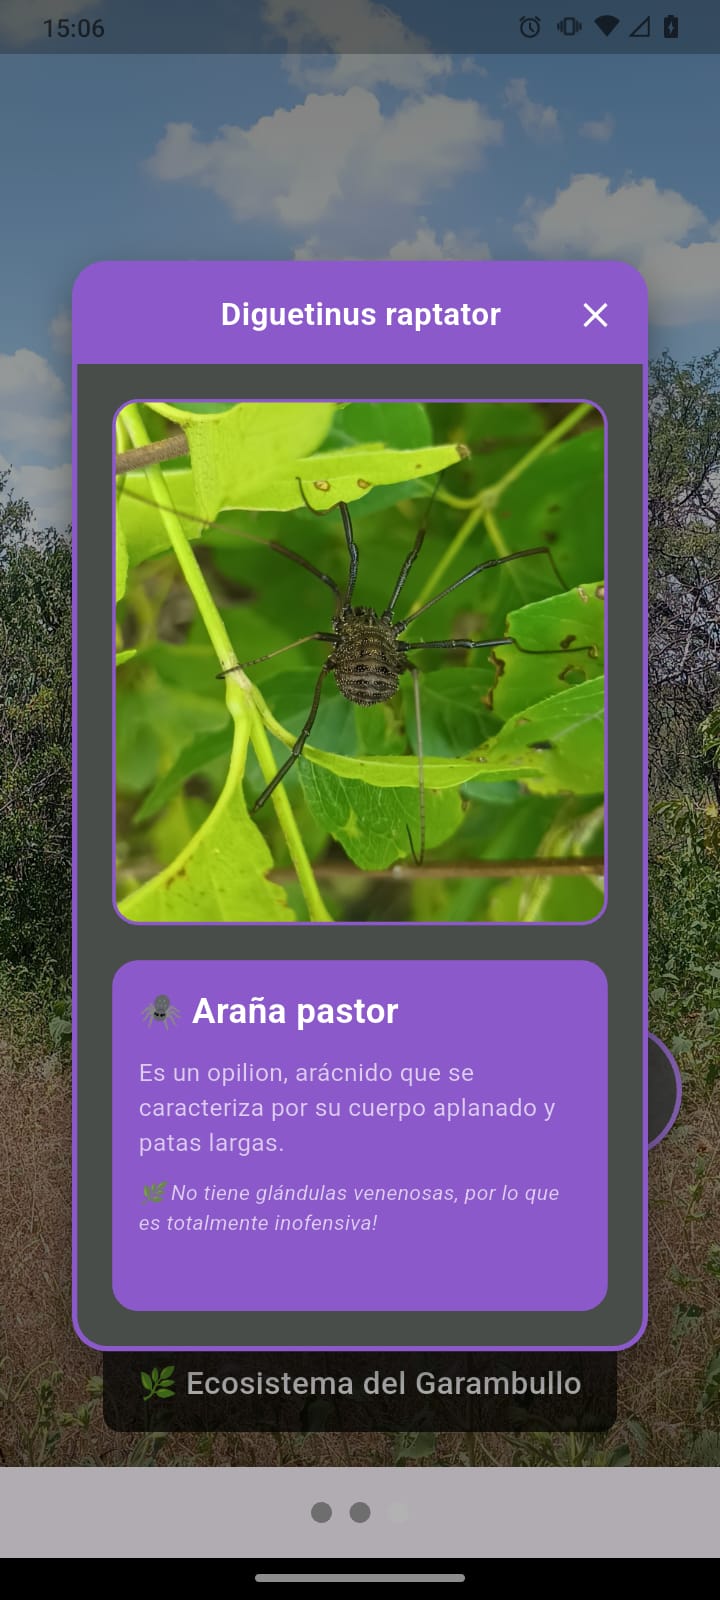 15:06
Diguetinus raptator
🕷️ Araña pastor
Es un opilion, arácnido que se
caracteriza por su cuerpo aplanado y
patas largas.
🌿 No tiene glándulas venenosas, por lo que
es totalmente inofensiva!
🌿 Ecosistema del Garambullo